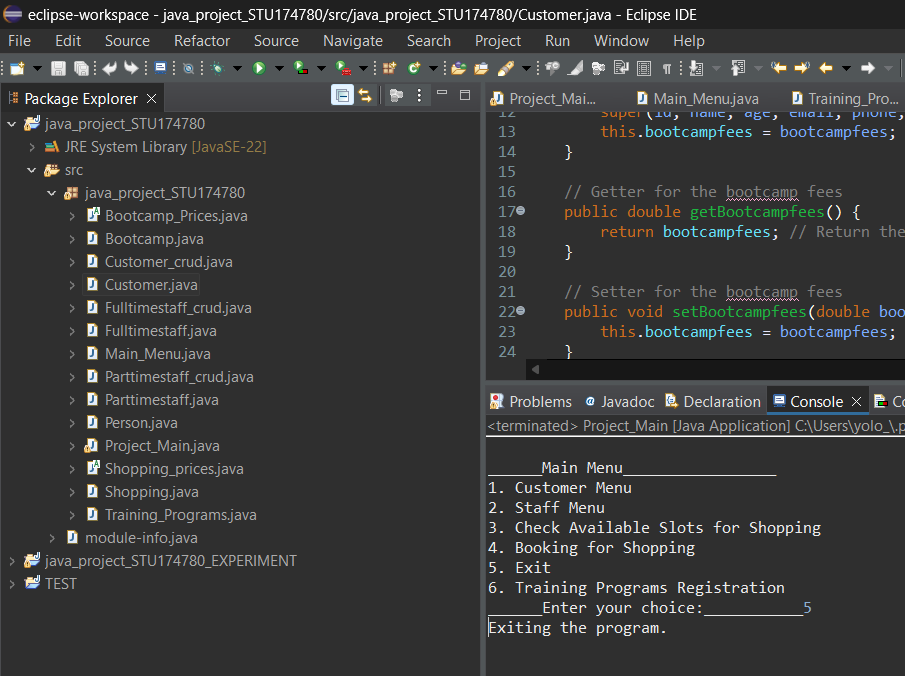 eclipse-workspace - java_project_STU174780/src/java_project_STU174780/Customer.java - Eclipse IDE
File Edit Source Refactor Source Navigate Search Project Run Window Help
Package Explorer
java_project_STU174780
JRE System Library [JavaSE-22]
src
java_project_STU174780
Bootcamp_Prices.java
Bootcamp.java
Customer_crud.java
Customer.java
Fulltimestaff_crud.java
Fulltimestaff.java
Main_Menu.java
Parttimestaff_crud.java
Parttimestaff.java
Person.java
Project_Main.java
Shopping_prices.java
Shopping.java
Training_Programs.java
module-info.java
java_project_STU174780_EXPERIMENT
TEST
Project_Mai... Main_Menu.java Training_Pro...
12 super(id, name, age, email, phone,
13 this.bootcampfees = bootcampfees;
14 }
15
16 // Getter for the bootcamp fees
17 public double getBootcampfees() {
18 return bootcampfees; // Return the
19 }
20
21 // Setter for the bootcamp fees
22 public void setBootcampfees(double boo
23 this.bootcampfees = bootcampfees;
24 }
Problems Javadoc Declaration Console Co
<terminated> Project_Main [Java Application] C:\Users\yolo_\.p
______Main Menu_________________
1. Customer Menu
2. Staff Menu
3. Check Available Slots for Shopping
4. Booking for Shopping
5. Exit
6. Training Programs Registration
______Enter your choice:___________5
Exiting the program.